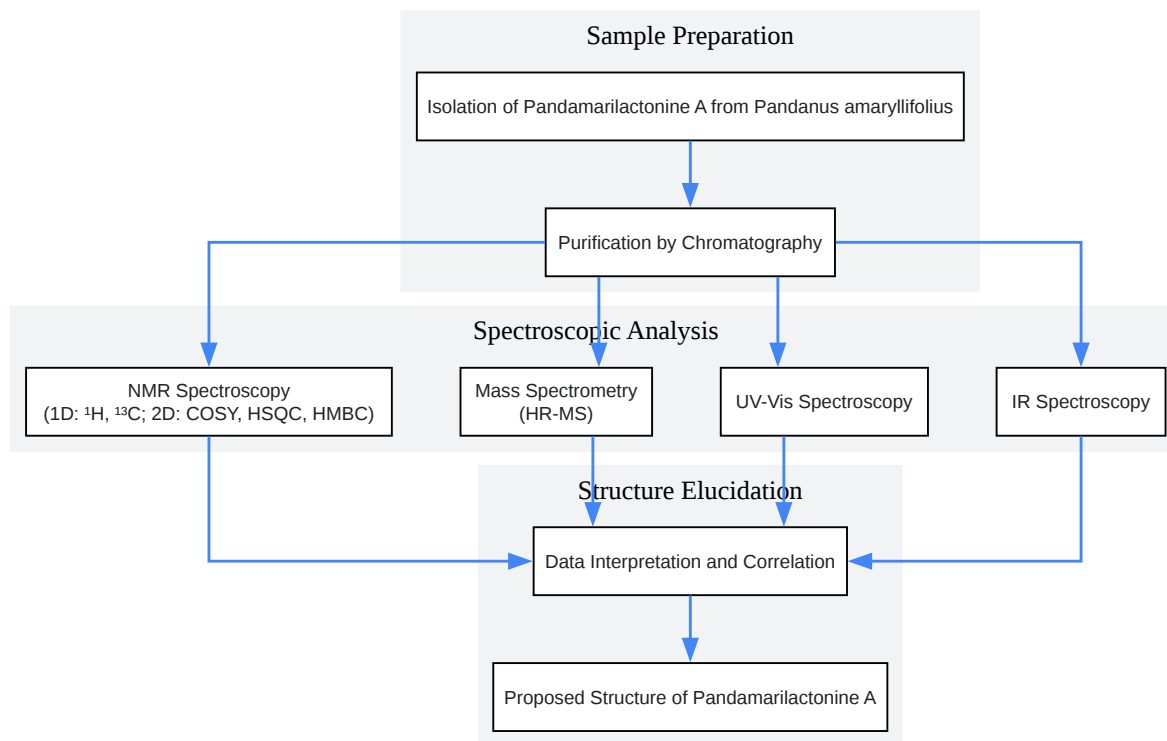 Sample Preparation
Isolation of Pandamarilactonine A from Pandanus amaryllifolius
Purification by Chromatography
Spectroscopic Analysis
NMR Spectroscopy
(1D: ¹H, ¹³C; 2D: COSY, HSQC, HMBC)
Mass Spectrometry
(HR-MS)
UV-Vis Spectroscopy
IR Spectroscopy
Structure Elucidation
Data Interpretation and Correlation
Proposed Structure of Pandamarilactonine A